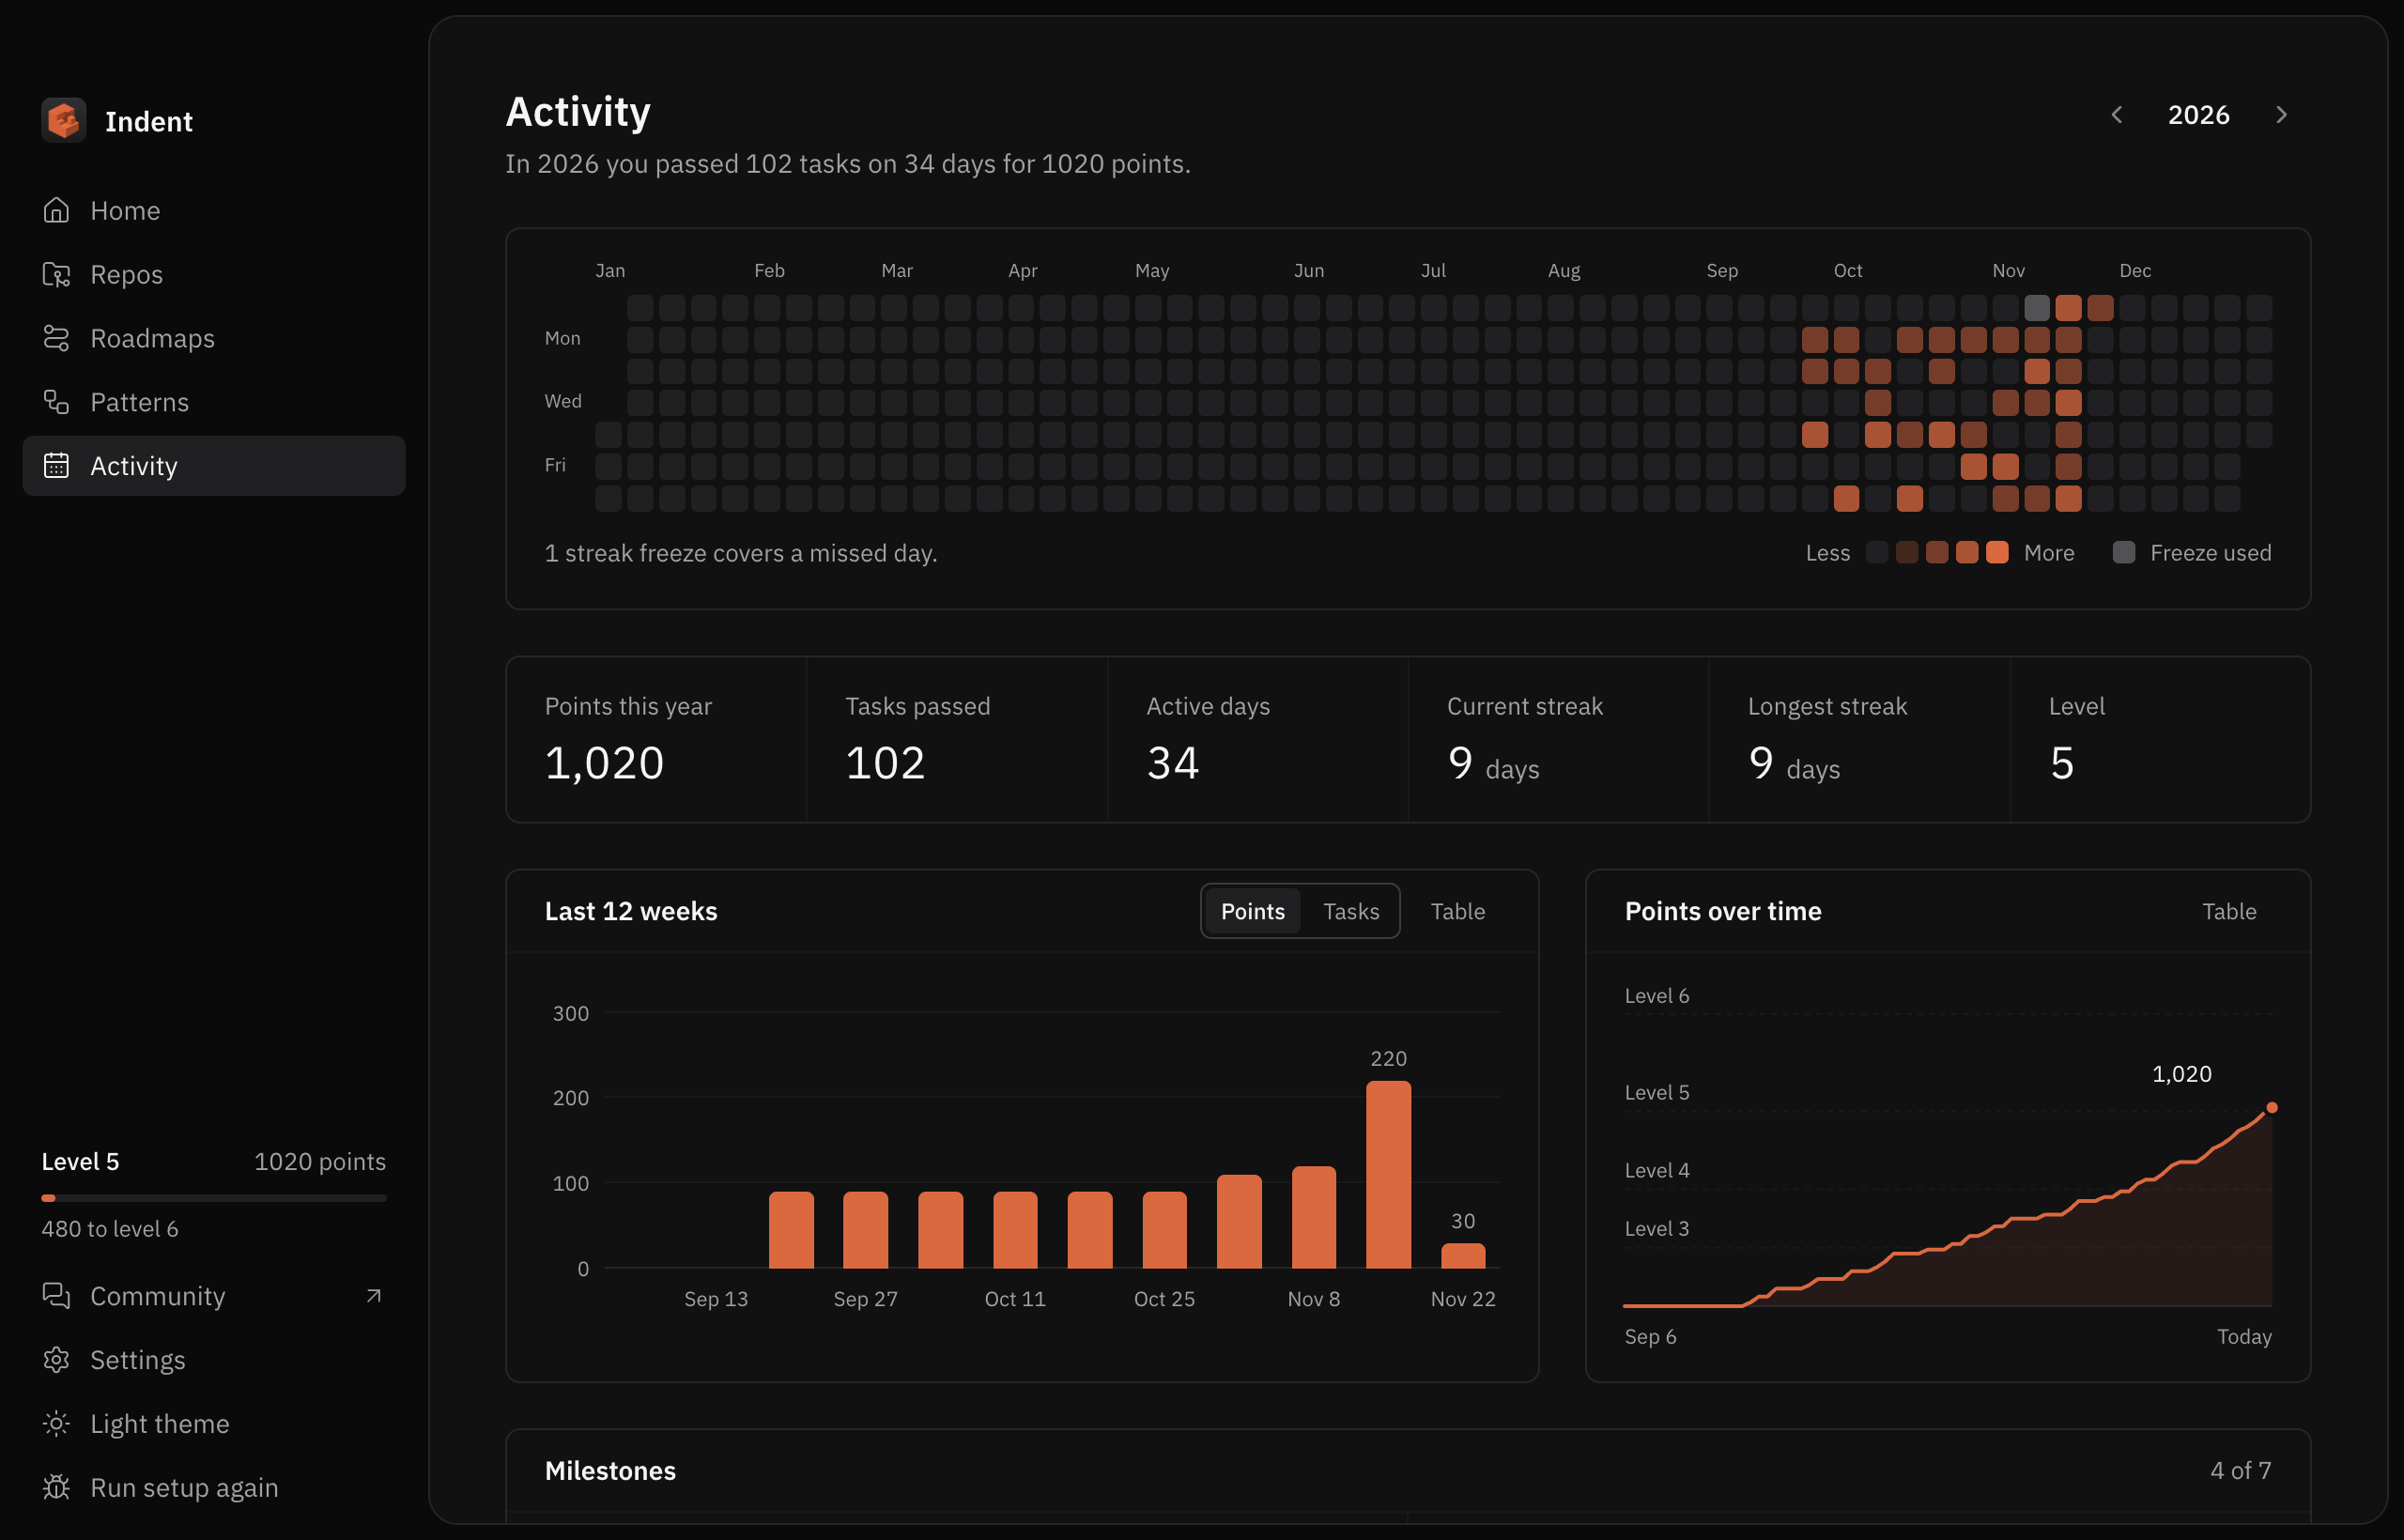 Indent
Home
Repos
Roadmaps
Patterns
Activity
Level 5 1020 points
480 to level 6
Community
Settings
Light theme
Run setup again
Activity
2026
In 2026 you passed 102 tasks on 34 days for 1020 points.
Jan Feb Mar Apr May Jun Jul Aug Sep Oct Nov Dec
Mon
Wed
Fri
1 streak freeze covers a missed day.
Less More Freeze used
Points this year Tasks passed Active days Current streak Longest streak Level
1,020 102 34 9 days 9 days 5
Last 12 weeks Points Tasks Table
300
220
200
100
30
0
Sep 13 Sep 27 Oct 11 Oct 25 Nov 8 Nov 22
Points over time Table
Level 6
1,020
Level 5
Level 4
Level 3
Sep 6 Today
Milestones 4 of 7